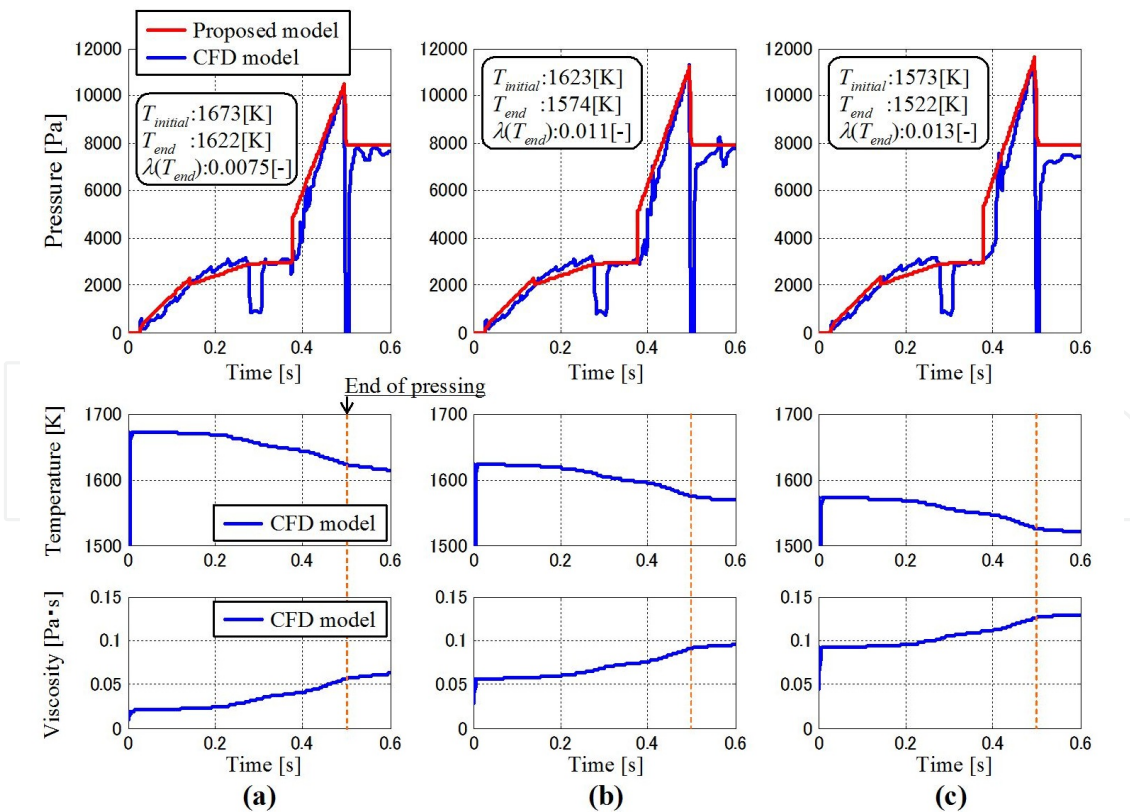 Proposed model
CFD model
Pressure [Pa]
12000
10000
8000
6000
4000
2000
0
T_initial:1673[K]
T_end :1622[K]
λ(T_end):0.0075[-]
0 0.2 0.4 0.6
Time [s]
12000
10000
8000
6000
4000
2000
0
T_initial:1623[K]
T_end :1574[K]
λ(T_end):0.011[-]
0 0.2 0.4 0.6
Time [s]
12000
10000
8000
6000
4000
2000
0
T_initial:1573[K]
T_end :1522[K]
λ(T_end):0.013[-]
0 0.2 0.4 0.6
Time [s]
End of pressing
Temperature [K]
1700
1600
1500
CFD model
0 0.2 0.4 0.6
1700
1600
1500
0 0.2 0.4 0.6
1700
1600
1500
0 0.2 0.4 0.6
Viscosity [Pa・s]
0.15
0.1
0.05
0
CFD model
0 0.2 0.4 0.6
Time [s]
(a)
0.15
0.1
0.05
0
0 0.2 0.4 0.6
Time [s]
(b)
0.15
0.1
0.05
0
0 0.2 0.4 0.6
Time [s]
(c)